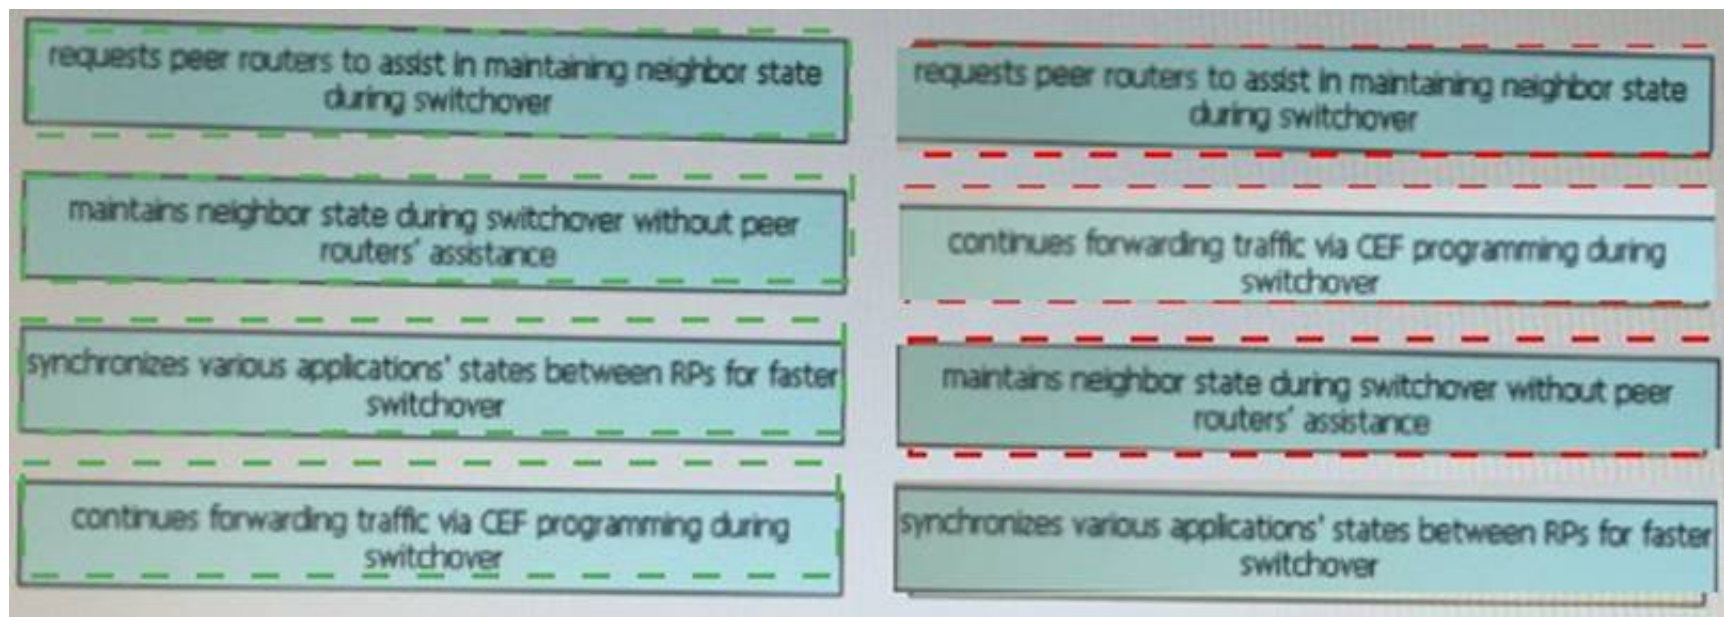 requests peer routers to assist in maintaining neighbor state
during switchover
maintains neighbor state during switchover without peer
routers' assistance
synchronizes various applications' states between RPs for faster
switchover
continues forwarding traffic via CEF programming during
switchover
requests peer routers to assist in maintaining neighbor state
during switchover
continues forwarding traffic via CEF programming during
switchover
maintains neighbor state during switchover without peer
routers' assistance
synchronizes various applications' states between RPs for faster
switchover